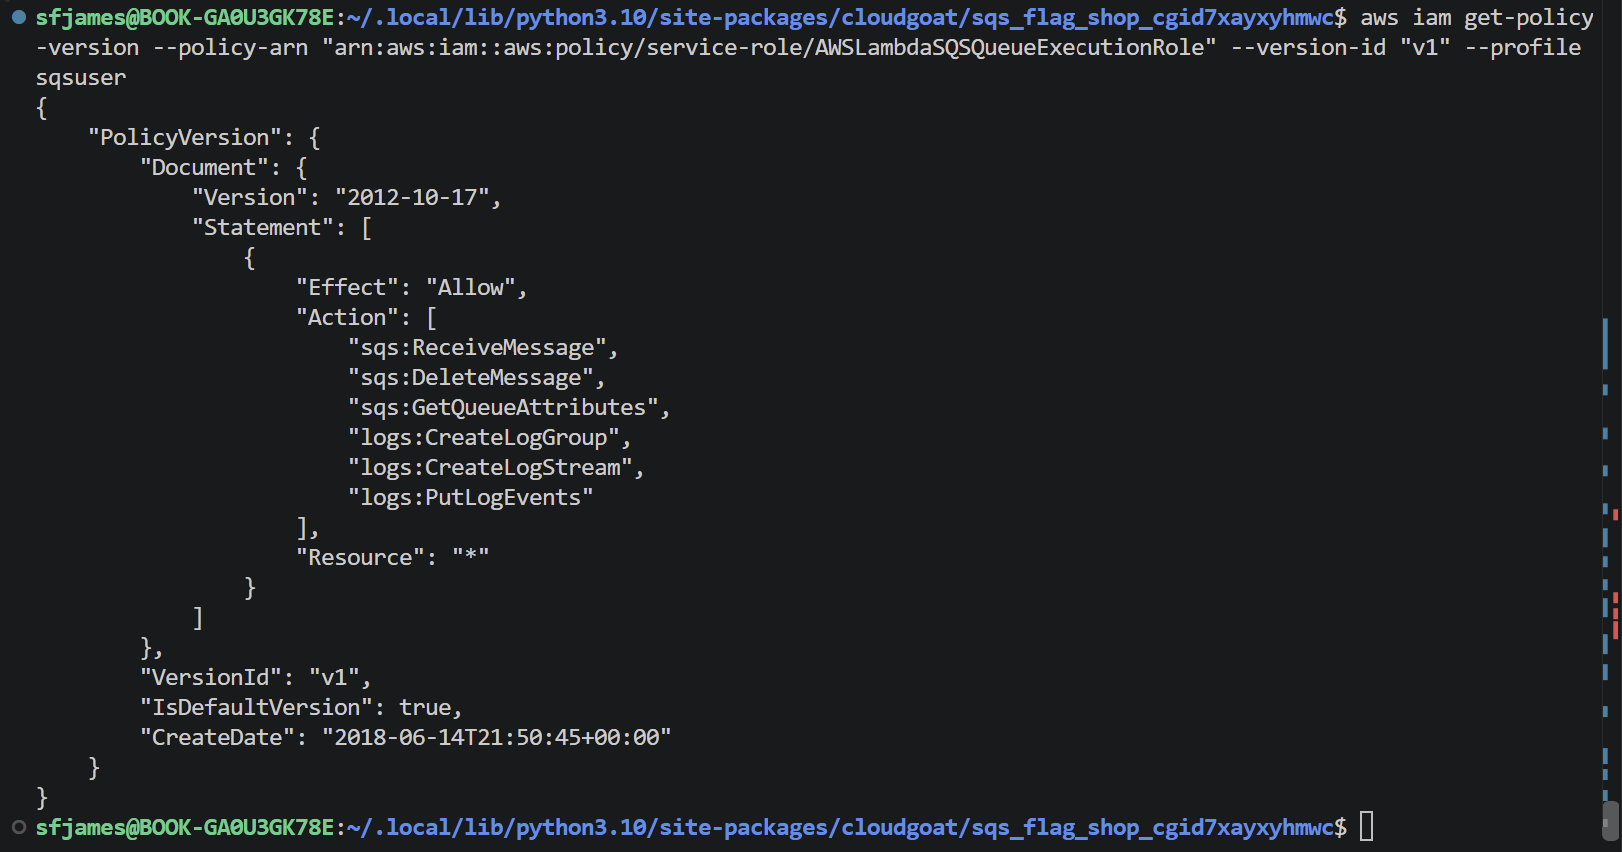 sfjames@BOOK-GA0U3GK78E:~/.local/lib/python3.10/site-packages/cloudgoat/sqs_flag_shop_cgid7xayxyhmwc$ aws iam get-policy
-version --policy-arn "arn:aws:iam::aws:policy/service-role/AWSLambdaSQSQueueExecutionRole" --version-id "v1" --profile
sqsuser
{
    "PolicyVersion": {
        "Document": {
            "Version": "2012-10-17",
            "Statement": [
                {
                    "Effect": "Allow",
                    "Action": [
                        "sqs:ReceiveMessage",
                        "sqs:DeleteMessage",
                        "sqs:GetQueueAttributes",
                        "logs:CreateLogGroup",
                        "logs:CreateLogStream",
                        "logs:PutLogEvents"
                    ],
                    "Resource": "*"
                }
            ]
        },
        "VersionId": "v1",
        "IsDefaultVersion": true,
        "CreateDate": "2018-06-14T21:50:45+00:00"
    }
}
sfjames@BOOK-GA0U3GK78E:~/.local/lib/python3.10/site-packages/cloudgoat/sqs_flag_shop_cgid7xayxyhmwc$